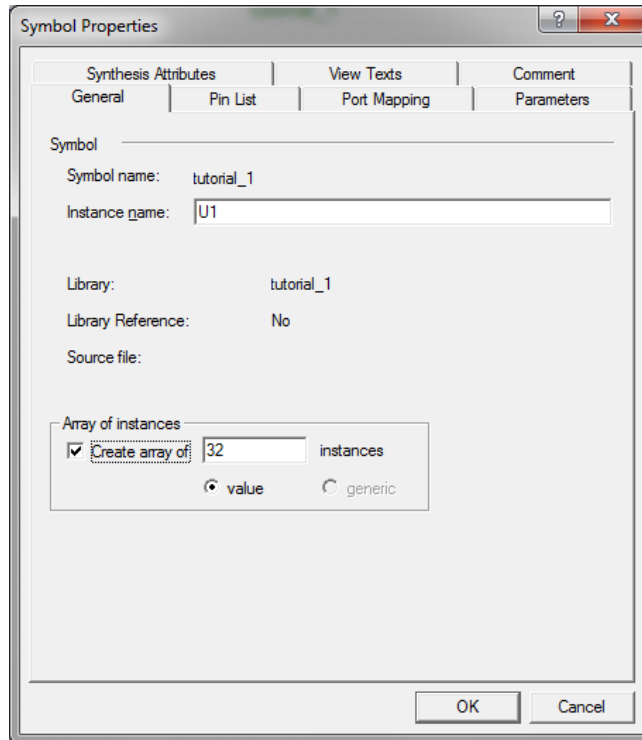 Symbol Properties
Synthesis Attributes View Texts Comment
General Pin List Port Mapping Parameters
Symbol
Symbol name: tutorial_1
Instance name: U1
Library: tutorial_1
Library Reference: No
Source file:
Array of instances
Create array of 32 instances
value generic
OK Cancel